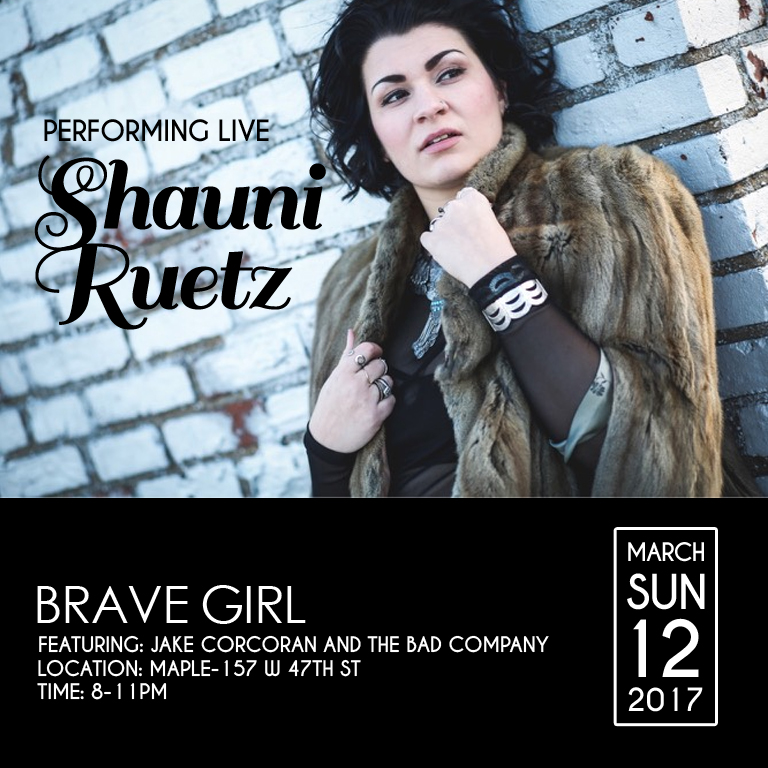 PERFORMING LIVE
Shauni
Ruetz
BRAVE GIRL
FEATURING: JAKE CORCORAN AND THE BAD COMPANY
LOCATION: MAPLE-157 W 47TH ST
TIME: 8-11PM
MARCH
SUN
12
2017